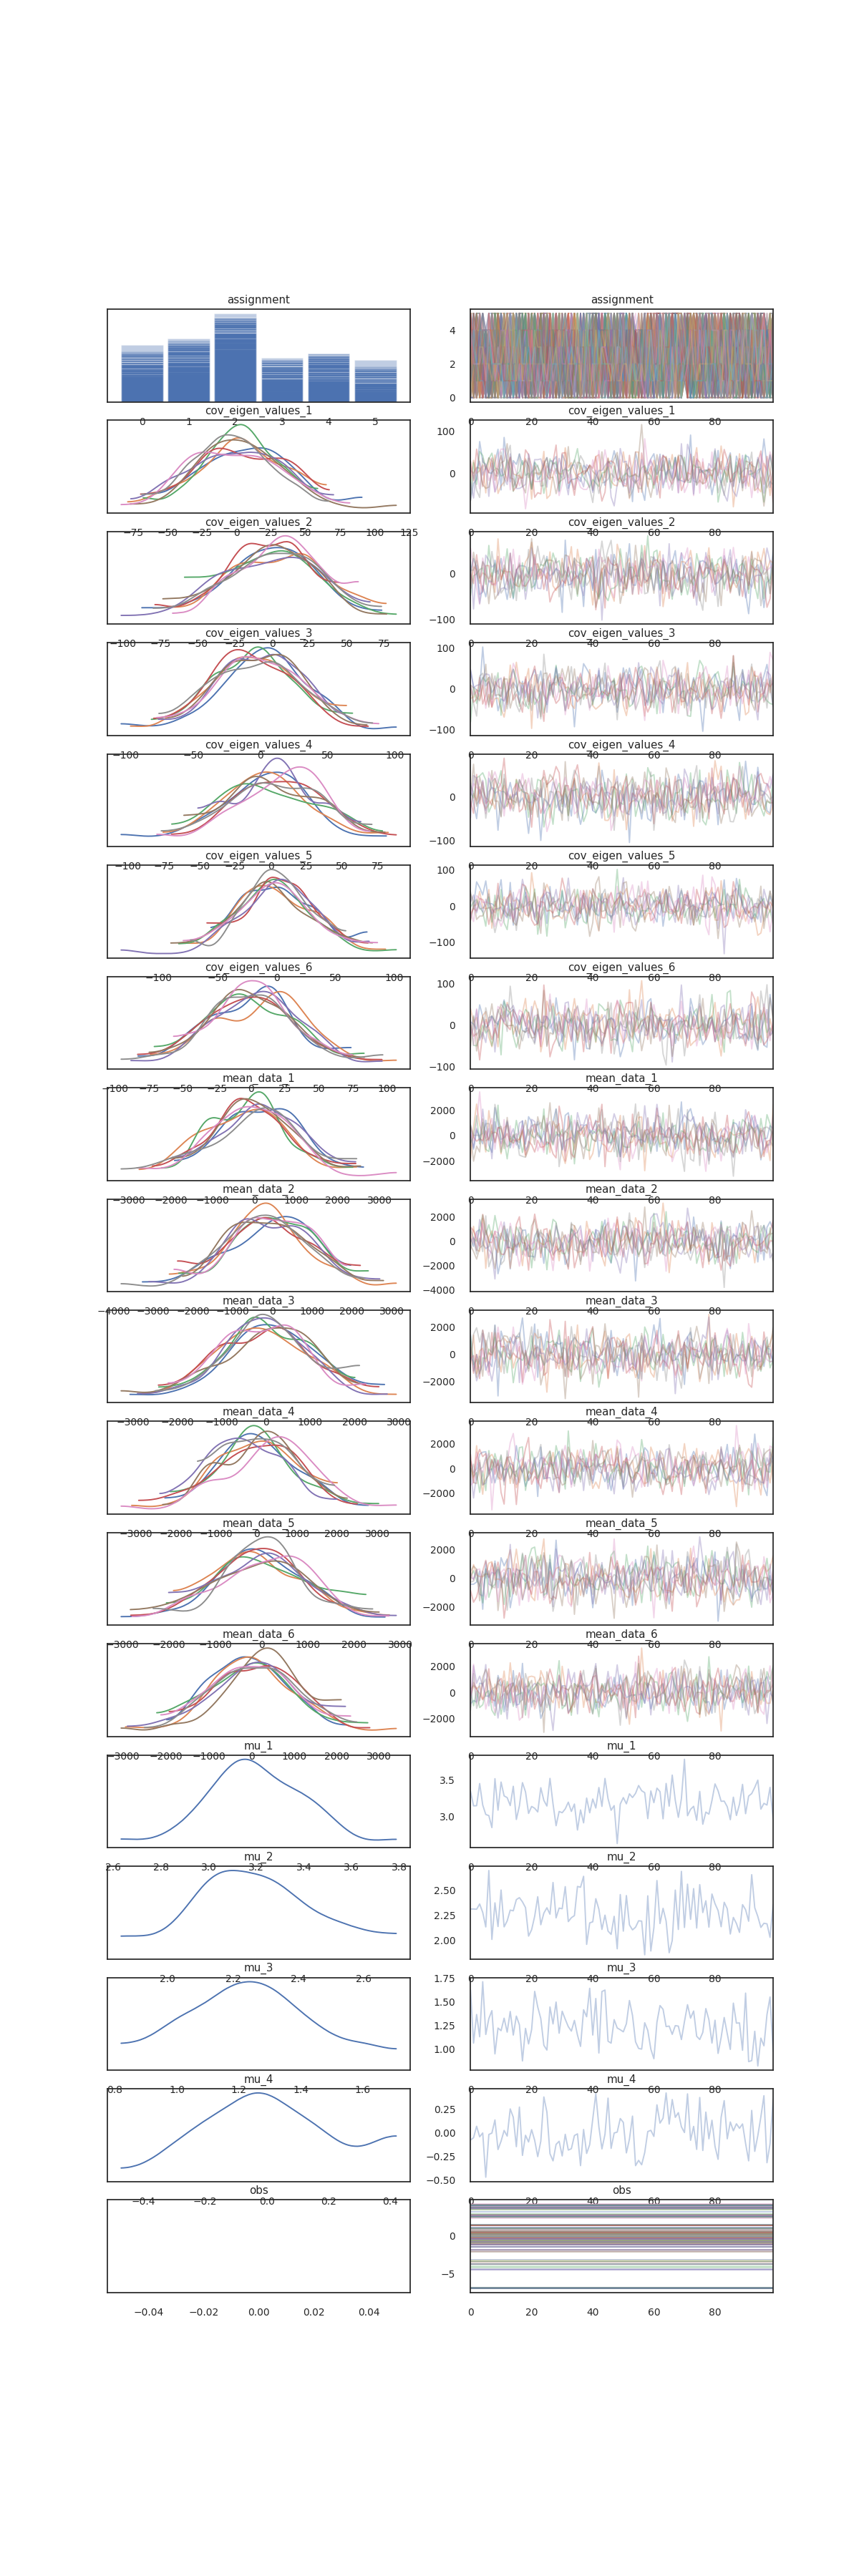 assignment assignment
4
2
0
0 1 2 3 4 5 0 20 40 60 80
cov_eigen_values_1 cov_eigen_values_1
100
0
−75 −50 −25 0 25 50 75 100 125 0 20 40 60 80
cov_eigen_values_2 cov_eigen_values_2
0
−100
−100 −75 −50 −25 0 25 50 75 0 20 40 60 80
cov_eigen_values_3 cov_eigen_values_3
100
0
−100
−100 −50 0 50 100 0 20 40 60 80
cov_eigen_values_4 cov_eigen_values_4
0
−100
−100 −75 −50 −25 0 25 50 75 0 20 40 60 80
cov_eigen_values_5 cov_eigen_values_5
100
0
−100
−100 −50 0 50 100 0 20 40 60 80
cov_eigen_values_6 cov_eigen_values_6
100
0
−100
−100 −75 −50 −25 0 25 50 75 100 0 20 40 60 80
mean_data_1 mean_data_1
2000
0
−2000
−3000 −2000 −1000 0 1000 2000 3000 0 20 40 60 80
mean_data_2 mean_data_2
2000
0
−2000
−4000
−4000 −3000 −2000 −1000 0 1000 2000 3000 0 20 40 60 80
mean_data_3 mean_data_3
2000
0
−2000
−3000 −2000 −1000 0 1000 2000 3000 0 20 40 60 80
mean_data_4 mean_data_4
2000
0
−2000
−3000 −2000 −1000 0 1000 2000 3000 0 20 40 60 80
mean_data_5 mean_data_5
2000
0
−2000
−3000 −2000 −1000 0 1000 2000 3000 0 20 40 60 80
mean_data_6 mean_data_6
2000
0
−2000
−3000 −2000 −1000 0 1000 2000 3000 0 20 40 60 80
mu_1 mu_1
3.5
3.0
2.6 2.8 3.0 3.2 3.4 3.6 3.8 0 20 40 60 80
mu_2 mu_2
2.50
2.25
2.00
2.0 2.2 2.4 2.6 0 20 40 60 80
mu_3 mu_3
1.75
1.50
1.25
1.00
0.8 1.0 1.2 1.4 1.6 0 20 40 60 80
mu_4 mu_4
0.25
0.00
−0.25
−0.50
−0.4 −0.2 0.0 0.2 0.4 0 20 40 60 80
obs obs
0
−5
−0.04 −0.02 0.00 0.02 0.04 0 20 40 60 80